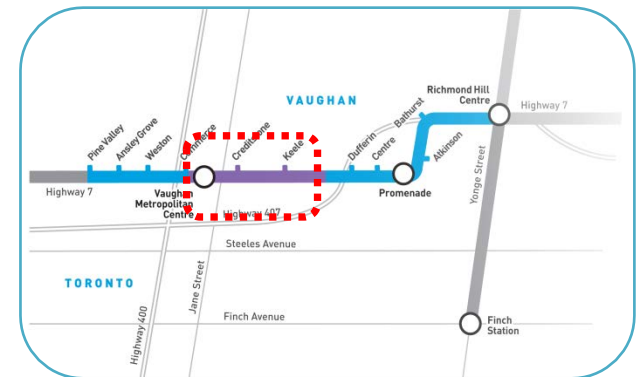 VAUGHAN
Richmond Hill
Centre
Highway 7
Pine Valley
Ansley Grove
Weston
Commerce
Creditstone
Keele
Dufferin
Centre
Bathurst
Atkinson
Highway 7
Vaughan
Metropolitan
Centre
Promenade
Yonge Street
Highway 407
Steeles Avenue
TORONTO
Jane Street
Highway 400
Finch Avenue
Finch
Station